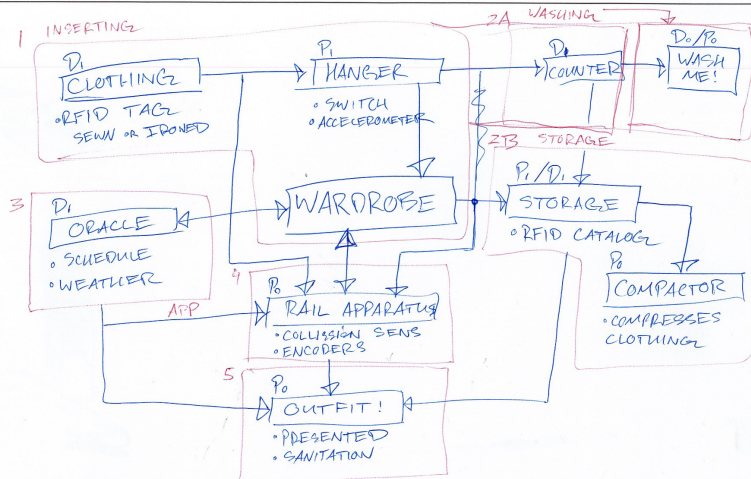 1 INSERTING
2A WASHING
D1
CLOTHING
• RFID TAG
SEWN OR IRONED
P1
HANGER
• SWITCH
• ACCELEROMETER
D1
COUNTER
D0/P0
WASH
ME!
2B STORAGE
P1/D1
STORAGE
• RFID CATALOG
WARDROBE
3
D1
ORACLE
• SCHEDULE
• WEATHER
APP
4
P0
RAIL APPARATUS
• COLLISSION SENS
• ENCODERS
P0
COMPACTOR
• COMPRESSES
CLOTHING
5
P0
OUTFIT!
• PRESENTED
• SANITATION